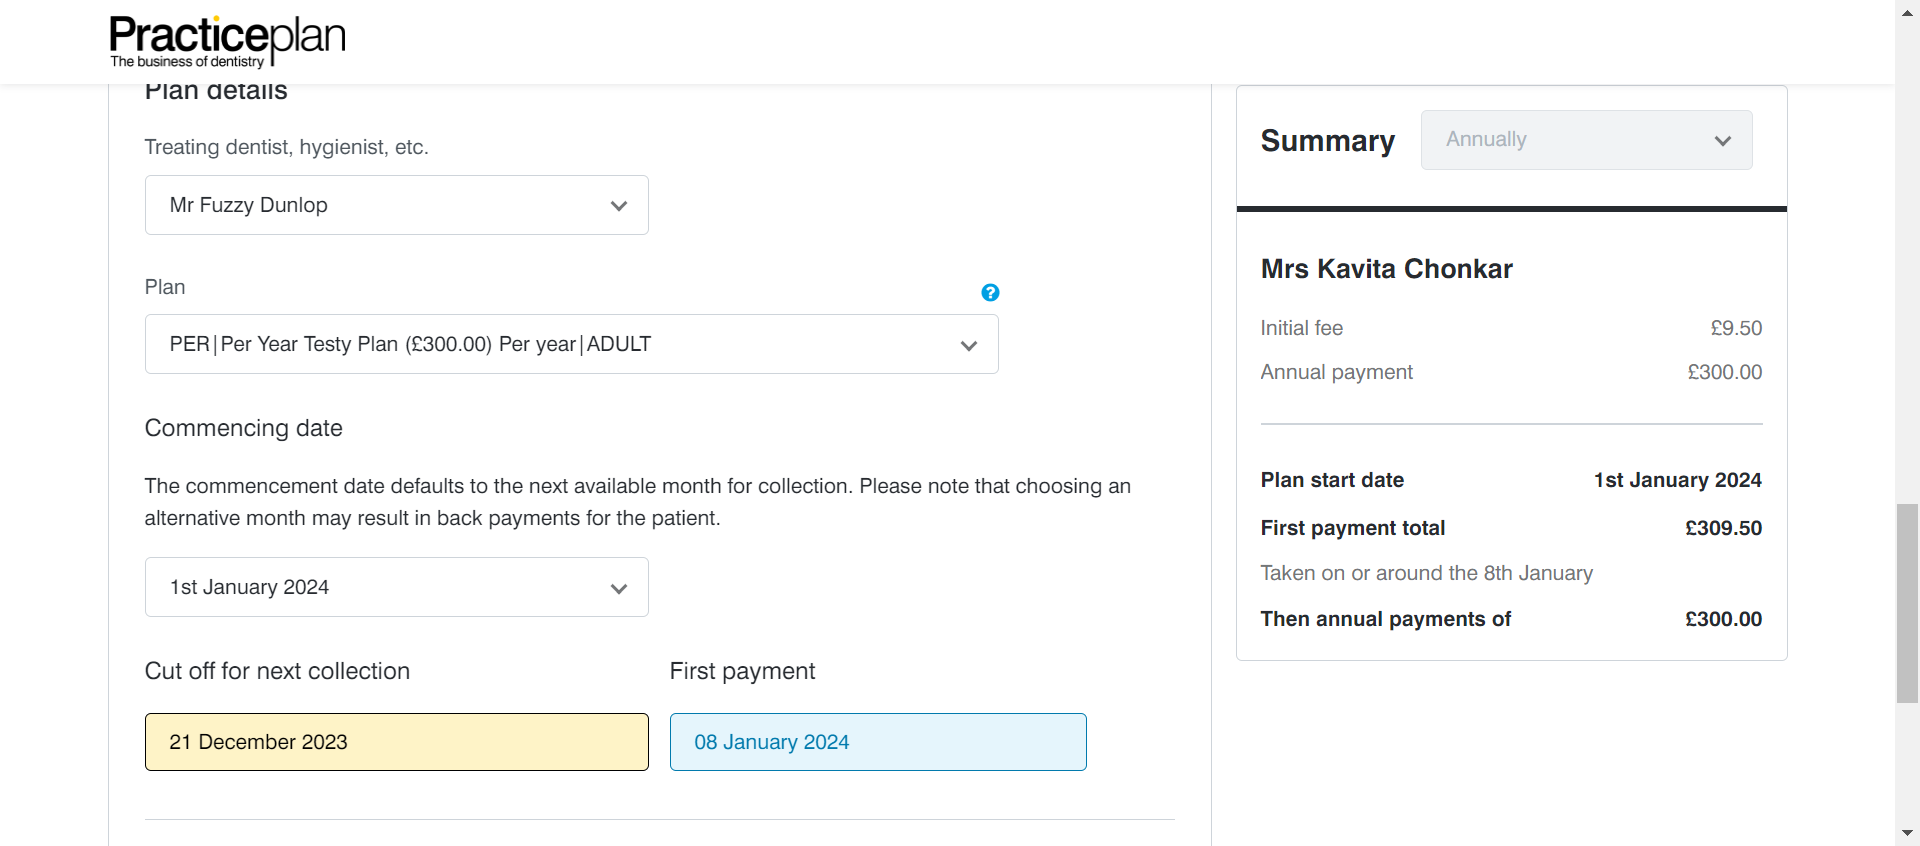 Practiceplan
The business of dentistry
Plan details
Treating dentist, hygienist, etc.
Mr Fuzzy Dunlop
Plan
?
PER|Per Year Testy Plan (£300.00) Per year|ADULT
Commencing date
The commencement date defaults to the next available month for collection. Please note that choosing an
alternative month may result in back payments for the patient.
1st January 2024
Cut off for next collection
First payment
21 December 2023
08 January 2024
Summary
Annually
Mrs Kavita Chonkar
Initial fee £9.50
Annual payment £300.00
Plan start date 1st January 2024
First payment total £309.50
Taken on or around the 8th January
Then annual payments of £300.00